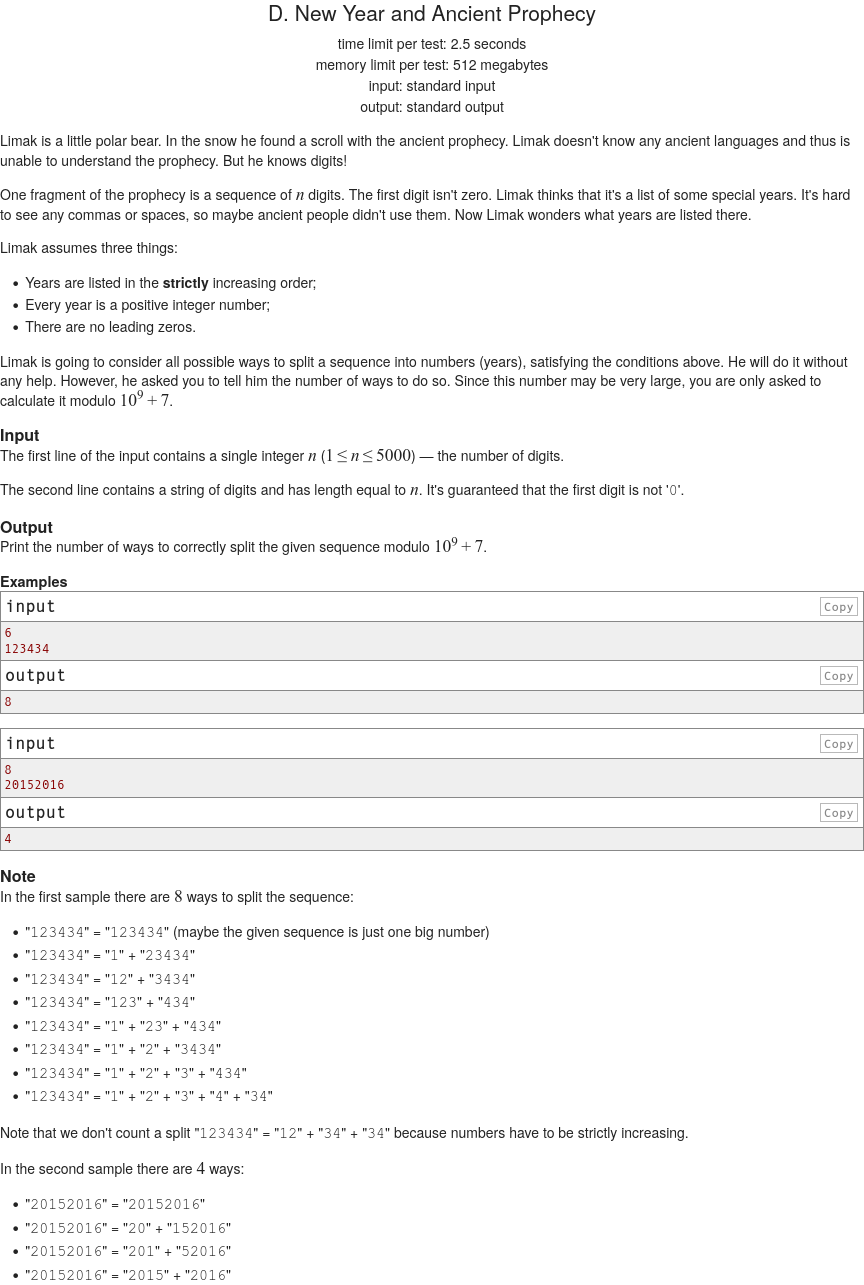 D. New Year and Ancient Prophecy
time limit per test: 2.5 seconds
memory limit per test: 512 megabytes
input: standard input
output: standard output
Limak is a little polar bear. In the snow he found a scroll with the ancient prophecy. Limak doesn't know any ancient languages and thus is
unable to understand the prophecy. But he knows digits!
One fragment of the prophecy is a sequence of n digits. The first digit isn't zero. Limak thinks that it's a list of some special years. It's hard
to see any commas or spaces, so maybe ancient people didn't use them. Now Limak wonders what years are listed there.
Limak assumes three things:
• Years are listed in the strictly increasing order;
• Every year is a positive integer number;
• There are no leading zeros.
Limak is going to consider all possible ways to split a sequence into numbers (years), satisfying the conditions above. He will do it without
any help. However, he asked you to tell him the number of ways to do so. Since this number may be very large, you are only asked to
calculate it modulo 10⁹ + 7.
Input
The first line of the input contains a single integer n (1 ≤ n ≤ 5000) — the number of digits.
The second line contains a string of digits and has length equal to n. It's guaranteed that the first digit is not '0'.
Output
Print the number of ways to correctly split the given sequence modulo 10⁹ + 7.
Examples
input Copy
6
123434
output Copy
8
input Copy
8
20152016
output Copy
4
Note
In the first sample there are 8 ways to split the sequence:
• "123434" = "123434" (maybe the given sequence is just one big number)
• "123434" = "1" + "23434"
• "123434" = "12" + "3434"
• "123434" = "123" + "434"
• "123434" = "1" + "23" + "434"
• "123434" = "1" + "2" + "3434"
• "123434" = "1" + "2" + "3" + "434"
• "123434" = "1" + "2" + "3" + "4" + "34"
Note that we don't count a split "123434" = "12" + "34" + "34" because numbers have to be strictly increasing.
In the second sample there are 4 ways:
• "20152016" = "20152016"
• "20152016" = "20" + "152016"
• "20152016" = "201" + "52016"
• "20152016" = "2015" + "2016"